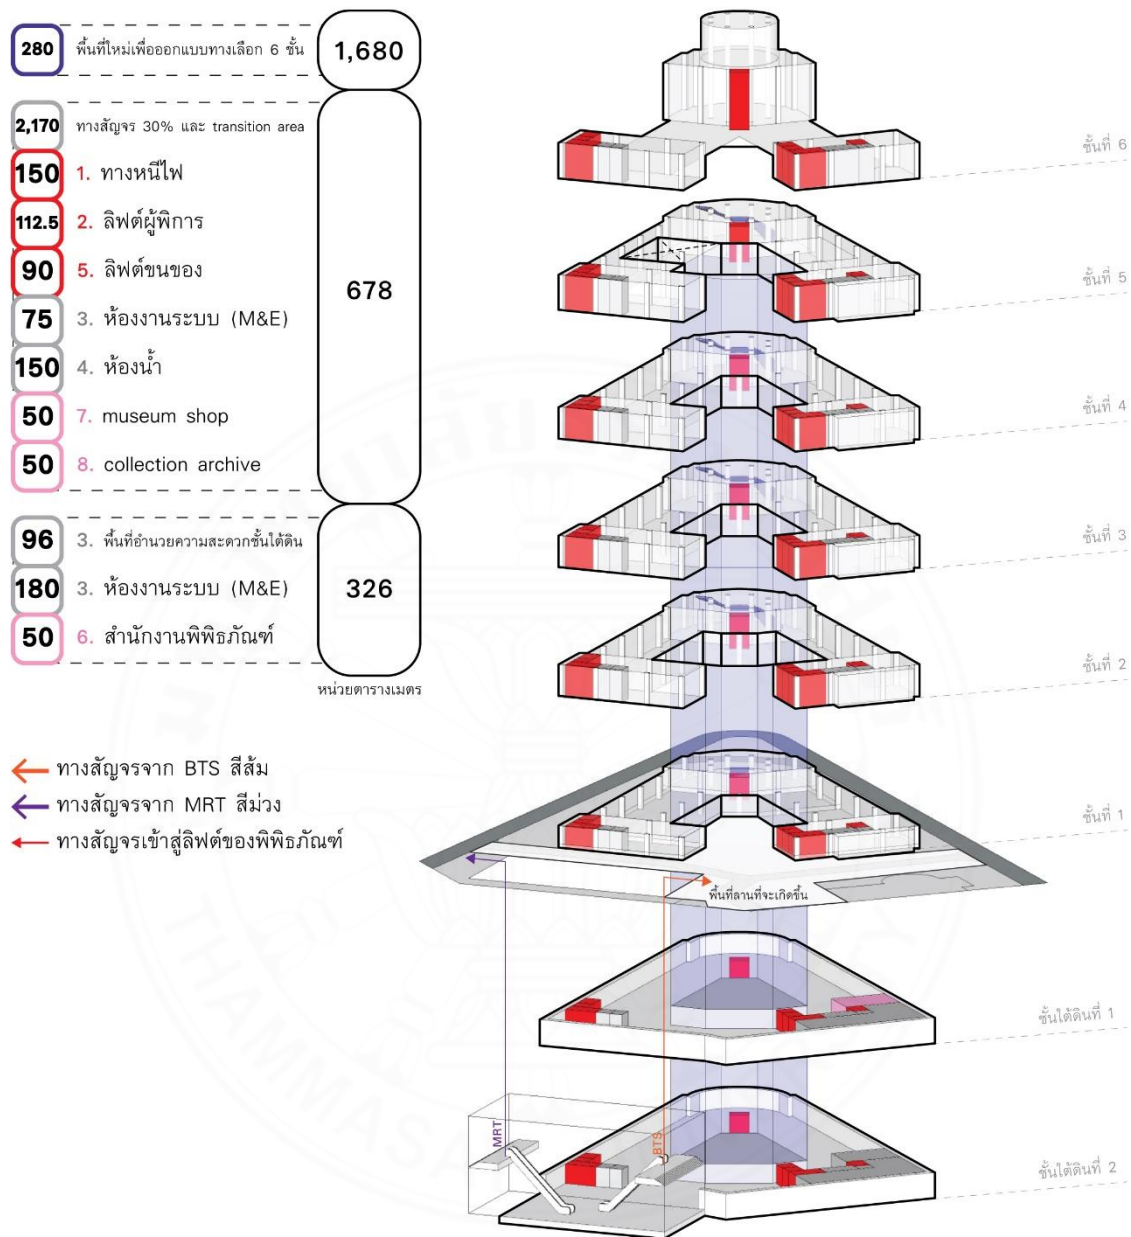 280 พื้นที่ใหม่เพื่อออกแบบทางเลือก 6 ชั้น 1,680
2,170 ทางสัญจร 30% และ transition area
150 1. ทางหนีไฟ
112.5 2. ลิฟต์ผู้พิการ
90 5. ลิฟต์ขนของ
678
75 3. ห้องงานระบบ (M&E)
150 4. ห้องน้ำ
50 7. museum shop
50 8. collection archive
96 3. พื้นที่อำนวยความสะดวกชั้นใต้ดิน
180 3. ห้องงานระบบ (M&E)
326
50 6. สำนักงานพิพิธภัณฑ์
หน่วยตารางเมตร
ทางสัญจรจาก BTS สีส้ม
ทางสัญจรจาก MRT สีม่วง
ทางสัญจรเข้าสู่ลิฟต์ของพิพิธภัณฑ์
ชั้นที่ 6
ชั้นที่ 5
ชั้นที่ 4
ชั้นที่ 3
ชั้นที่ 2
ชั้นที่ 1
พื้นที่ลานที่จะเกิดขึ้น
ชั้นใต้ดินที่ 1
MRT
BTS
ชั้นใต้ดินที่ 2